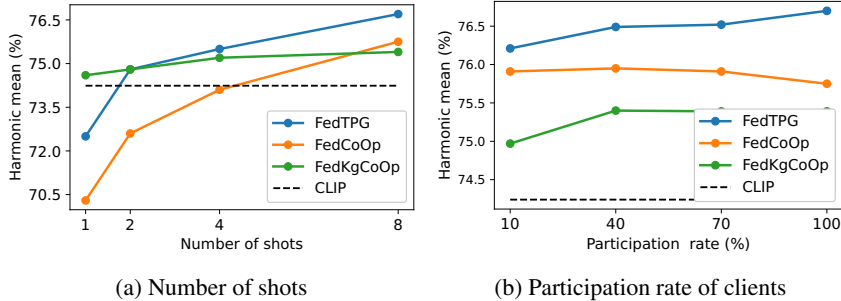 Harmonic mean (%)
76.5
75.0
73.5
72.0
70.5
FedTPG
FedCoOp
FedKgCoOp
CLIP
1 2 4 8
Number of shots
(a) Number of shots
Harmonic mean (%)
76.5
76.0
75.5
75.0
74.5
FedTPG
FedCoOp
FedKgCoOp
CLIP
10 40 70 100
Participation rate (%)
(b) Participation rate of clients